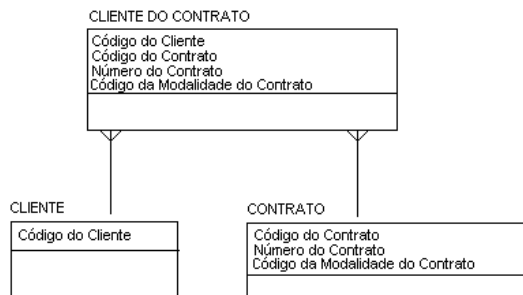 CLIENTE DO CONTRATO
Código do Cliente
Código do Contrato
Número do Contrato
Código da Modalidade do Contrato
CLIENTE
Código do Cliente
CONTRATO
Código do Contrato
Número do Contrato
Código da Modalidade do Contrato